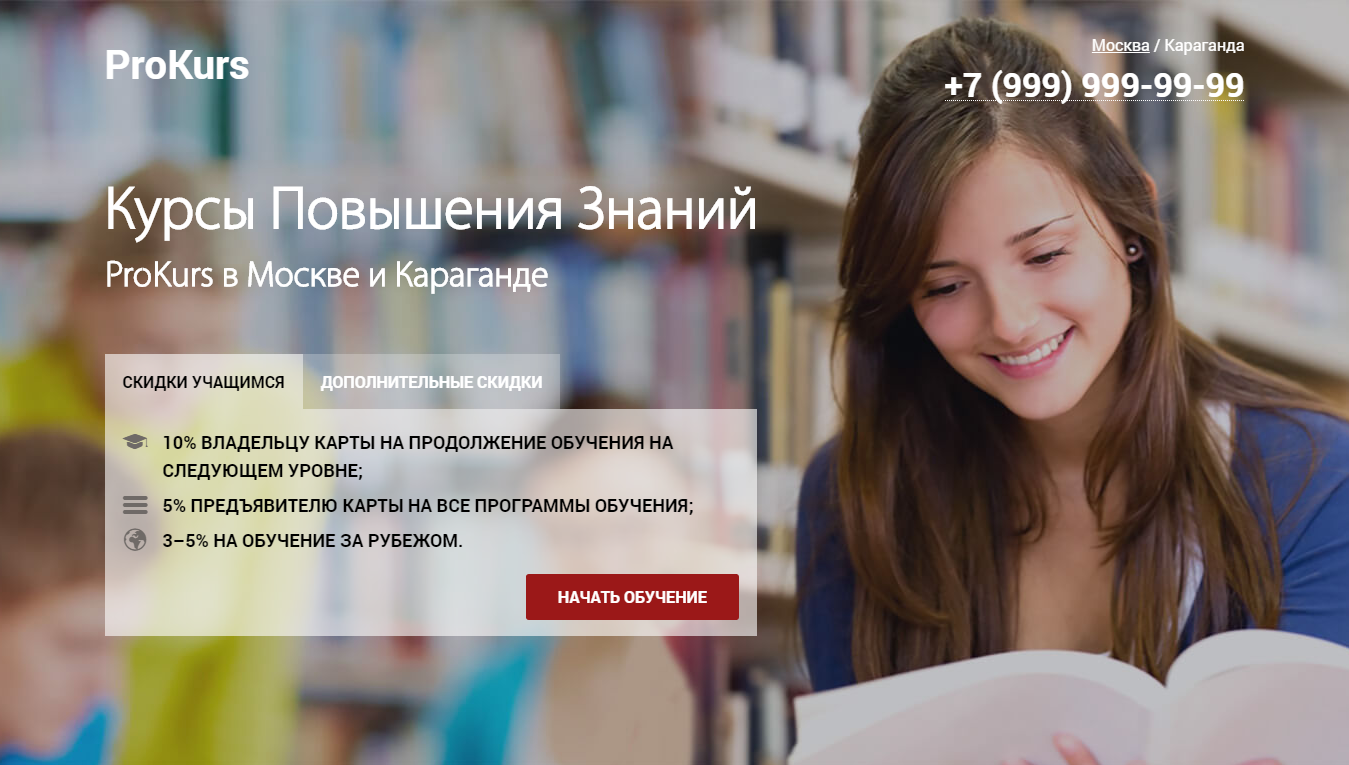 ProKurs
Москва / Караганда
+7 (999) 999-99-99
Курсы Повышения Знаний
ProKurs в Москве и Караганде
СКИДКИ УЧАЩИМСЯ
ДОПОЛНИТЕЛЬНЫЕ СКИДКИ
10% ВЛАДЕЛЬЦУ КАРТЫ НА ПРОДОЛЖЕНИЕ ОБУЧЕНИЯ НА
СЛЕДУЮЩЕМ УРОВНЕ;
5% ПРЕДЪЯВИТЕЛЮ КАРТЫ НА ВСЕ ПРОГРАММЫ ОБУЧЕНИЯ;
3–5% НА ОБУЧЕНИЕ ЗА РУБЕЖОМ.
НАЧАТЬ ОБУЧЕНИЕ